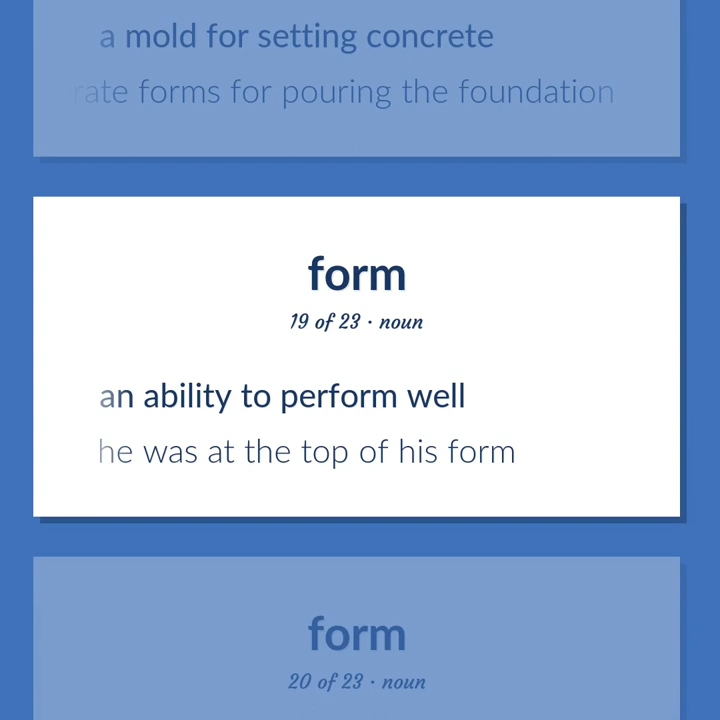 a mold for setting concrete
rate forms for pouring the foundation
form
19 of 23 · noun
an ability to perform well
he was at the top of his form
form
20 of 23 · noun